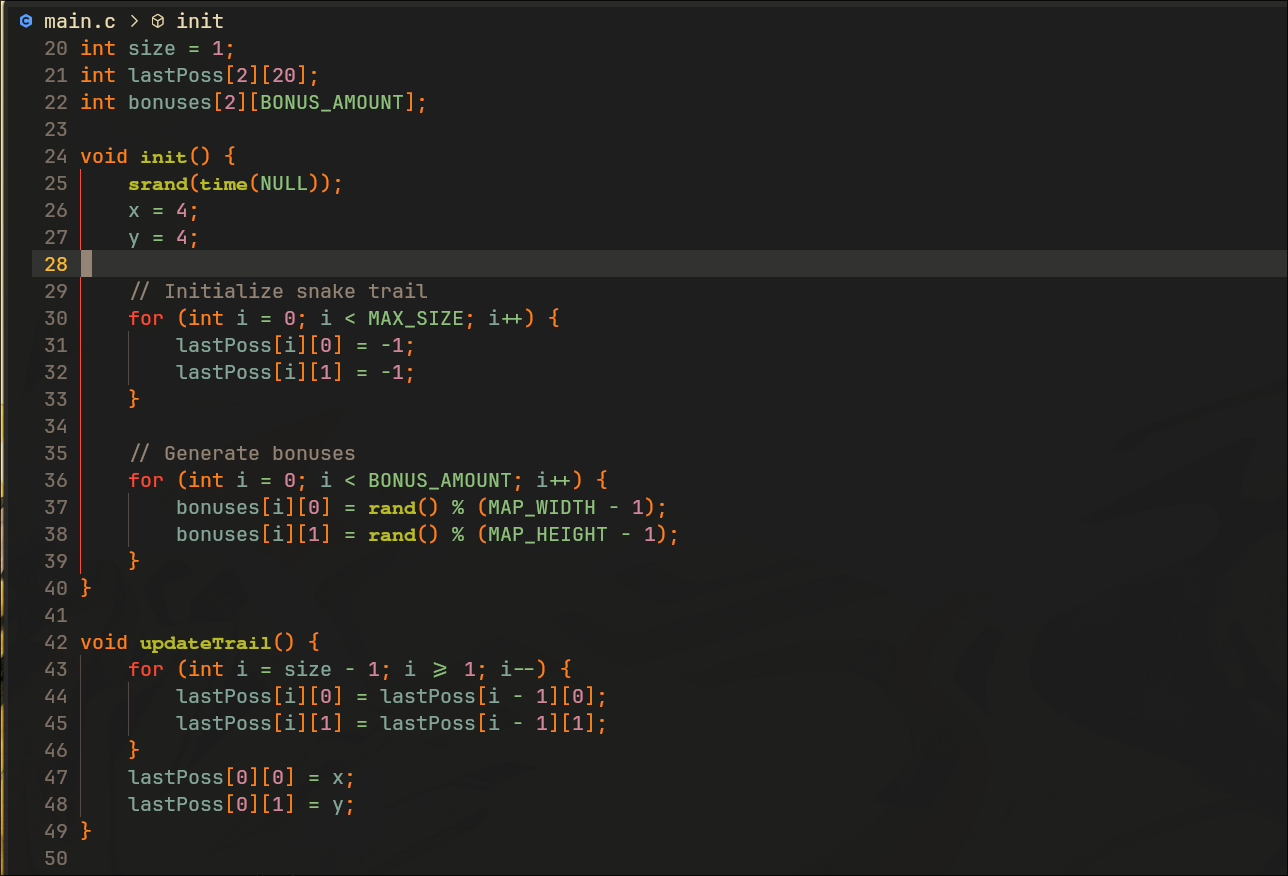 main.c > init
20 int size = 1;
21 int lastPoss[2][20];
22 int bonuses[2][BONUS_AMOUNT];
23
24 void init() {
25     srand(time(NULL));
26     x = 4;
27     y = 4;
28
29     // Initialize snake trail
30     for (int i = 0; i < MAX_SIZE; i++) {
31         lastPoss[i][0] = -1;
32         lastPoss[i][1] = -1;
33     }
34
35     // Generate bonuses
36     for (int i = 0; i < BONUS_AMOUNT; i++) {
37         bonuses[i][0] = rand() % (MAP_WIDTH - 1);
38         bonuses[i][1] = rand() % (MAP_HEIGHT - 1);
39     }
40 }
41
42 void updateTrail() {
43     for (int i = size - 1; i >= 1; i--) {
44         lastPoss[i][0] = lastPoss[i - 1][0];
45         lastPoss[i][1] = lastPoss[i - 1][1];
46     }
47     lastPoss[0][0] = x;
48     lastPoss[0][1] = y;
49 }
50